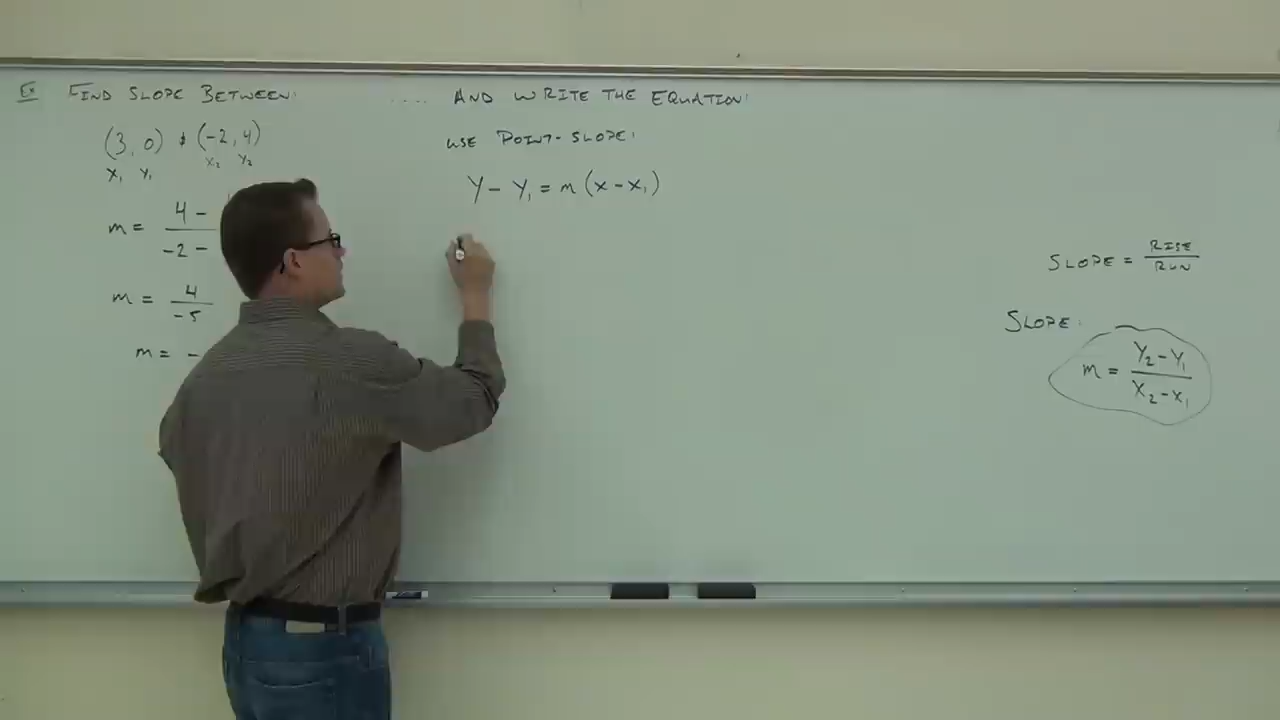 Ex FIND SLOPE BETWEEN: .... AND WRITE THE EQUATION:
(3, 0) & (-2, 4)
X₁ Y₁ X₂ Y₂
m = 4 - / -2 -
m = 4 / -5
m = -
USE POINT-SLOPE:
Y - Y₁ = m (x - x₁)
SLOPE = RISE / RUN
SLOPE:
m = Y₂ - Y₁ / X₂ - X₁